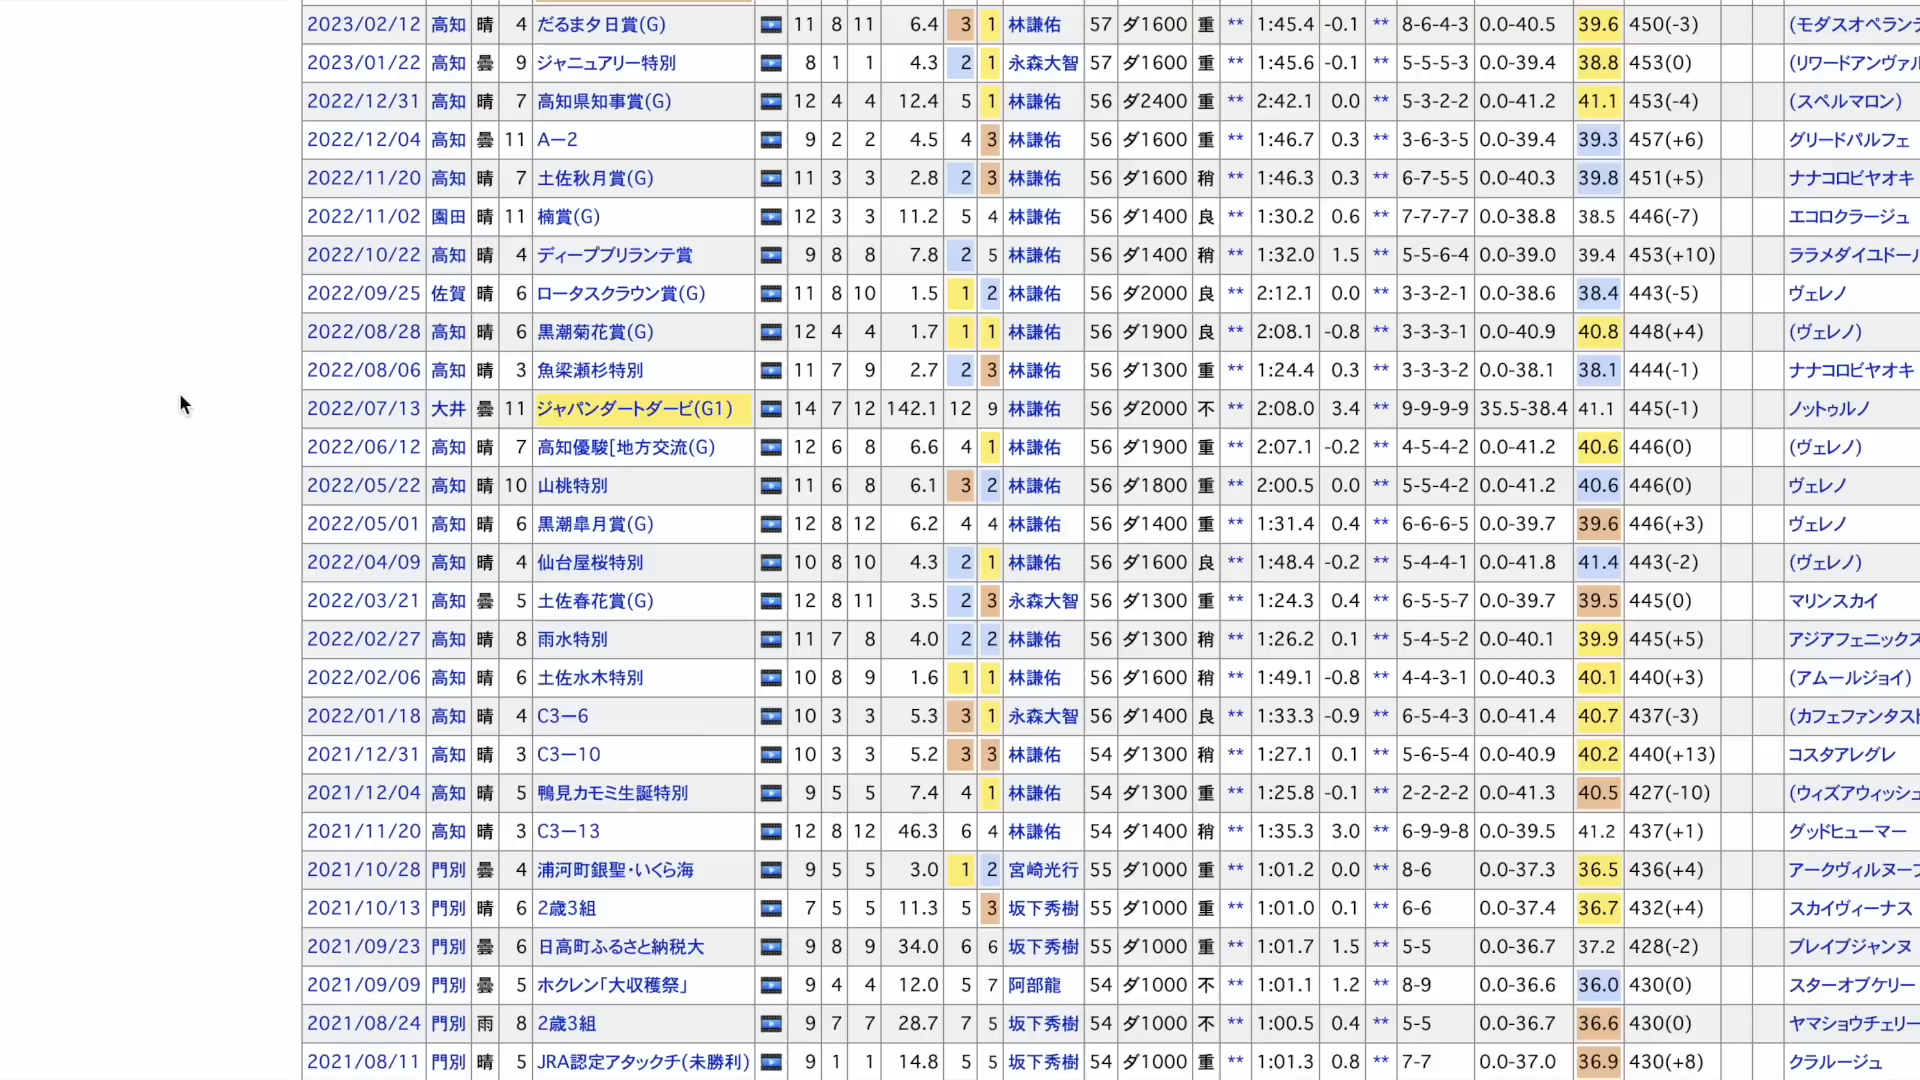 2023/02/12 高知 晴 4 だるま夕日賞(G) 11 8 11 6.4 3 1 林謙佑 57 ダ1600 重 ** 1:45.4 -0.1 ** 8-6-4-3 0.0-40.5 39.6 450(-3) (モダスオペランデ
2023/01/22 高知 曇 9 ジャニュアリー特別 8 1 1 4.3 2 1 永森大智 57 ダ1600 重 ** 1:45.6 -0.1 ** 5-5-5-3 0.0-39.4 38.8 453(0) (リワードアンヴァル
2022/12/31 高知 晴 7 高知県知事賞(G) 12 4 4 12.4 5 1 林謙佑 56 ダ2400 重 ** 2:42.1 0.0 ** 5-3-2-2 0.0-41.2 41.1 453(-4) (スペルマロン)
2022/12/04 高知 曇 11 A－2 9 2 2 4.5 4 3 林謙佑 56 ダ1600 重 ** 1:46.7 0.3 ** 3-6-3-5 0.0-39.4 39.3 457(+6) グリードパルフェ
2022/11/20 高知 晴 7 土佐秋月賞(G) 11 3 3 2.8 2 3 林謙佑 56 ダ1600 稍 ** 1:46.3 0.3 ** 6-7-5-5 0.0-40.3 39.8 451(+5) ナナコロビヤオキ
2022/11/02 園田 晴 11 楠賞(G) 12 3 3 11.2 5 4 林謙佑 56 ダ1400 良 ** 1:30.2 0.6 ** 7-7-7-7 0.0-38.8 38.5 446(-7) エコロクラージュ
2022/10/22 高知 晴 4 ディープブリランテ賞 9 8 8 7.8 2 5 林謙佑 56 ダ1400 稍 ** 1:32.0 1.5 ** 5-5-6-4 0.0-39.0 39.4 453(+10) ララメダイユドール
2022/09/25 佐賀 晴 6 ロータスクラウン賞(G) 11 8 10 1.5 1 2 林謙佑 56 ダ2000 良 ** 2:12.1 0.0 ** 3-3-2-1 0.0-38.6 38.4 443(-5) ヴェレノ
2022/08/28 高知 晴 6 黒潮菊花賞(G) 12 4 4 1.7 1 1 林謙佑 56 ダ1900 良 ** 2:08.1 -0.8 ** 3-3-3-1 0.0-40.9 40.8 448(+4) (ヴェレノ)
2022/08/06 高知 晴 3 魚梁瀬杉特別 11 7 9 2.7 2 3 林謙佑 56 ダ1300 重 ** 1:24.4 0.3 ** 3-3-3-2 0.0-38.1 38.1 444(-1) ナナコロビヤオキ
2022/07/13 大井 曇 11 ジャパンダートダービ(G1) 14 7 12 142.1 12 9 林謙佑 56 ダ2000 不 ** 2:08.0 3.4 ** 9-9-9-9 35.5-38.4 41.1 445(-1) ノットゥルノ
2022/06/12 高知 晴 7 高知優駿[地方交流(G) 12 6 8 6.6 4 1 林謙佑 56 ダ1900 重 ** 2:07.1 -0.2 ** 4-5-4-2 0.0-41.2 40.6 446(0) (ヴェレノ)
2022/05/22 高知 晴 10 山桃特別 11 6 8 6.1 3 2 林謙佑 56 ダ1800 重 ** 2:00.5 0.0 ** 5-5-4-2 0.0-41.2 40.6 446(0) ヴェレノ
2022/05/01 高知 晴 6 黒潮皐月賞(G) 12 8 12 6.2 4 4 林謙佑 56 ダ1400 重 ** 1:31.4 0.4 ** 6-6-6-5 0.0-39.7 39.6 446(+3) ヴェレノ
2022/04/09 高知 晴 4 仙台屋桜特別 10 8 10 4.3 2 1 林謙佑 56 ダ1600 良 ** 1:48.4 -0.2 ** 5-4-4-1 0.0-41.8 41.4 443(-2) (ヴェレノ)
2022/03/21 高知 曇 5 土佐春花賞(G) 12 8 11 3.5 2 3 永森大智 56 ダ1300 重 ** 1:24.3 0.4 ** 6-5-5-7 0.0-39.7 39.5 445(0) マリンスカイ
2022/02/27 高知 晴 8 雨水特別 11 7 8 4.0 2 2 林謙佑 56 ダ1300 稍 ** 1:26.2 0.1 ** 5-4-5-2 0.0-40.1 39.9 445(+5) アジアフェニックス
2022/02/06 高知 晴 6 土佐水木特別 10 8 9 1.6 1 1 林謙佑 56 ダ1600 稍 ** 1:49.1 -0.8 ** 4-4-3-1 0.0-40.3 40.1 440(+3) (アムールジョイ)
2022/01/18 高知 晴 4 C3－6 10 3 3 5.3 3 1 永森大智 56 ダ1400 良 ** 1:33.3 -0.9 ** 6-5-4-3 0.0-41.4 40.7 437(-3) (カフェファンタスト
2021/12/31 高知 晴 3 C3－10 10 3 3 5.2 3 3 林謙佑 54 ダ1300 稍 ** 1:27.1 0.1 ** 5-6-5-4 0.0-40.9 40.2 440(+13) コスタアレグレ
2021/12/04 高知 晴 5 鴨見カモミ生誕特別 9 5 5 7.4 4 1 林謙佑 54 ダ1300 重 ** 1:25.8 -0.1 ** 2-2-2-2 0.0-41.3 40.5 427(-10) (ウィズアウィッシュ
2021/11/20 高知 晴 3 C3－13 12 8 12 46.3 6 4 林謙佑 54 ダ1400 稍 ** 1:35.3 3.0 ** 6-9-9-8 0.0-39.5 41.2 437(+1) グッドヒューマー
2021/10/28 門別 曇 4 浦河町銀聖・いくら海 9 5 5 3.0 1 2 宮崎光行 55 ダ1000 重 ** 1:01.2 0.0 ** 8-6 0.0-37.3 36.5 436(+4) アークヴィルヌーブ
2021/10/13 門別 晴 6 2歳3組 7 5 5 11.3 5 3 坂下秀樹 55 ダ1000 重 ** 1:01.0 0.1 ** 6-6 0.0-37.4 36.7 432(+4) スカイヴィーナス
2021/09/23 門別 曇 6 日高町ふるさと納税大 9 8 9 34.0 6 6 坂下秀樹 55 ダ1000 重 ** 1:01.7 1.5 ** 5-5 0.0-36.7 37.2 428(-2) ブレイブジャンヌ
2021/09/09 門別 曇 5 ホクレン「大収穫祭」 9 4 4 12.0 5 7 阿部龍 54 ダ1000 不 ** 1:01.1 1.2 ** 8-9 0.0-36.6 36.0 430(0) スターオブケリー
2021/08/24 門別 雨 8 2歳3組 9 7 7 28.7 7 5 坂下秀樹 54 ダ1000 不 ** 1:00.5 0.4 ** 5-5 0.0-36.7 36.6 430(0) ヤマショウチェリー
2021/08/11 門別 晴 5 JRA認定アタックチ(未勝利) 9 1 1 14.8 5 5 坂下秀樹 54 ダ1000 重 ** 1:01.3 0.8 ** 7-7 0.0-37.0 36.9 430(+8) クラルージュ